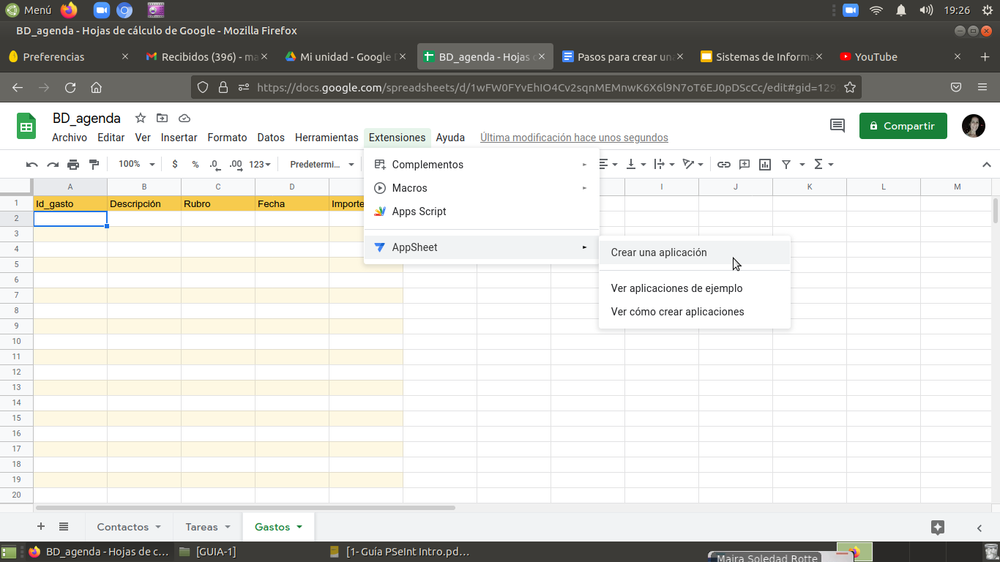 Menú
19:26
BD_agenda - Hojas de cálculo de Google - Mozilla Firefox
Preferencias
Recibidos (396) - ma
Mi unidad - Google D
BD_agenda - Hojas d
Pasos para crear un
Sistemas de Informa
YouTube
https://docs.google.com/spreadsheets/d/1wFW0FYvEhIO4Cv2sqnMEMnwK6X6l9N7oT6EJ0pDScCc/edit#gid=129
BD_agenda
Compartir
Archivo Editar Ver Insertar Formato Datos Herramientas Extensiones Ayuda Última modificación hace unos segundos
100% $ % .0 .00 123 Predetermi...
Complementos
Macros
Apps Script
AppSheet
Crear una aplicación
Ver aplicaciones de ejemplo
Ver cómo crear aplicaciones
A B C D I J K L M
1 Id_gasto Descripción Rubro Fecha Importe
2
3
4
5
6
7
8
9
10
11
12
13
14
15
16
17
18
19
20
Contactos Tareas Gastos
BD_agenda - Hojas de c...
[GUIA-1]
[1- Guía PSeInt Intro.pd...
Maira Soledad Rotte